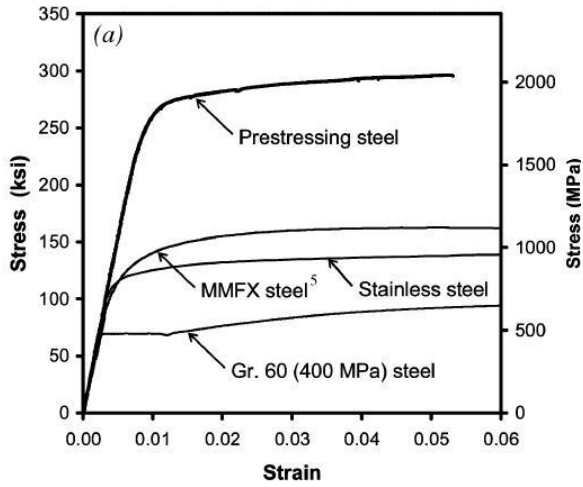 (a)
350
300
250
200
150
100
50
0
Stress (ksi)
2000
1500
1000
500
0
Stress (MPa)
Prestressing steel
MMFX steel⁵
Stainless steel
Gr. 60 (400 MPa) steel
0.00 0.01 0.02 0.03 0.04 0.05 0.06
Strain